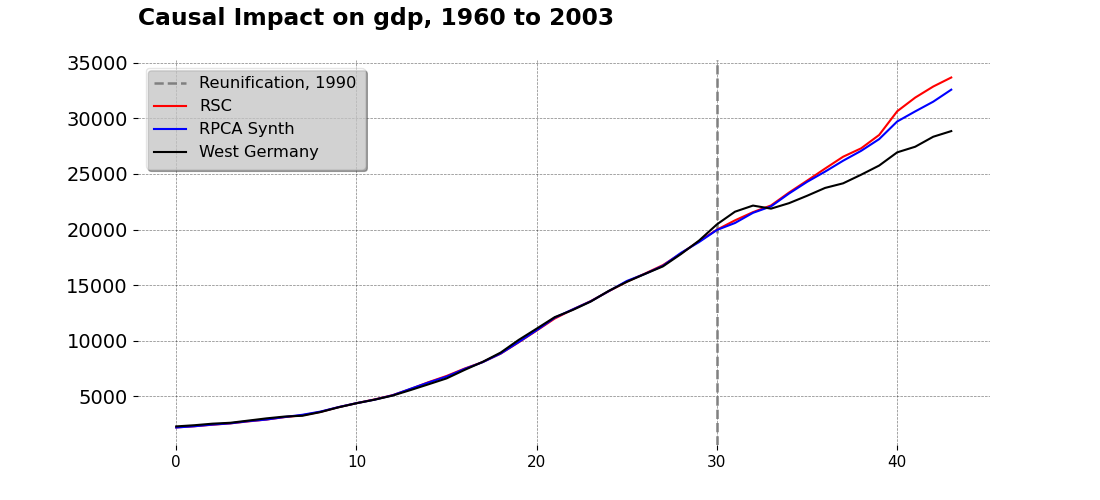 Causal Impact on gdp, 1960 to 2003
35000
30000
25000
20000
15000
10000
5000
Reunification, 1990
RSC
RPCA Synth
West Germany
0 10 20 30 40